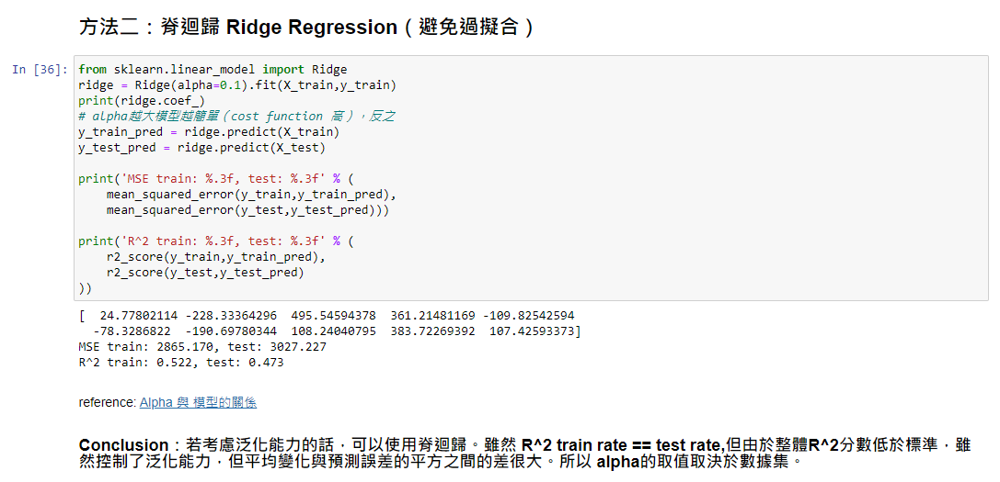 方法二：脊迴歸 Ridge Regression（避免過擬合）
In [36]: from sklearn.linear_model import Ridge
ridge = Ridge(alpha=0.1).fit(X_train,y_train)
print(ridge.coef_)
# alpha越大模型越簡單（cost function 高），反之
y_train_pred = ridge.predict(X_train)
y_test_pred = ridge.predict(X_test)
print('MSE train: %.3f, test: %.3f' % (
mean_squared_error(y_train,y_train_pred),
mean_squared_error(y_test,y_test_pred)))
print('R^2 train: %.3f, test: %.3f' % (
r2_score(y_train,y_train_pred),
r2_score(y_test,y_test_pred)
))
[ 24.77802114 -228.33364296 495.54594378 361.21481169 -109.82542594
-78.3286822 -190.69780344 108.24040795 383.72269392 107.42593373]
MSE train: 2865.170, test: 3027.227
R^2 train: 0.522, test: 0.473
reference: Alpha 與 模型的關係
Conclusion：若考慮泛化能力的話，可以使用脊迴歸。雖然 R^2 train rate == test rate,但由於整體R^2分數低於標準，雖
然控制了泛化能力，但平均變化與預測誤差的平方之間的差很大。所以 alpha的取值取決於數據集。